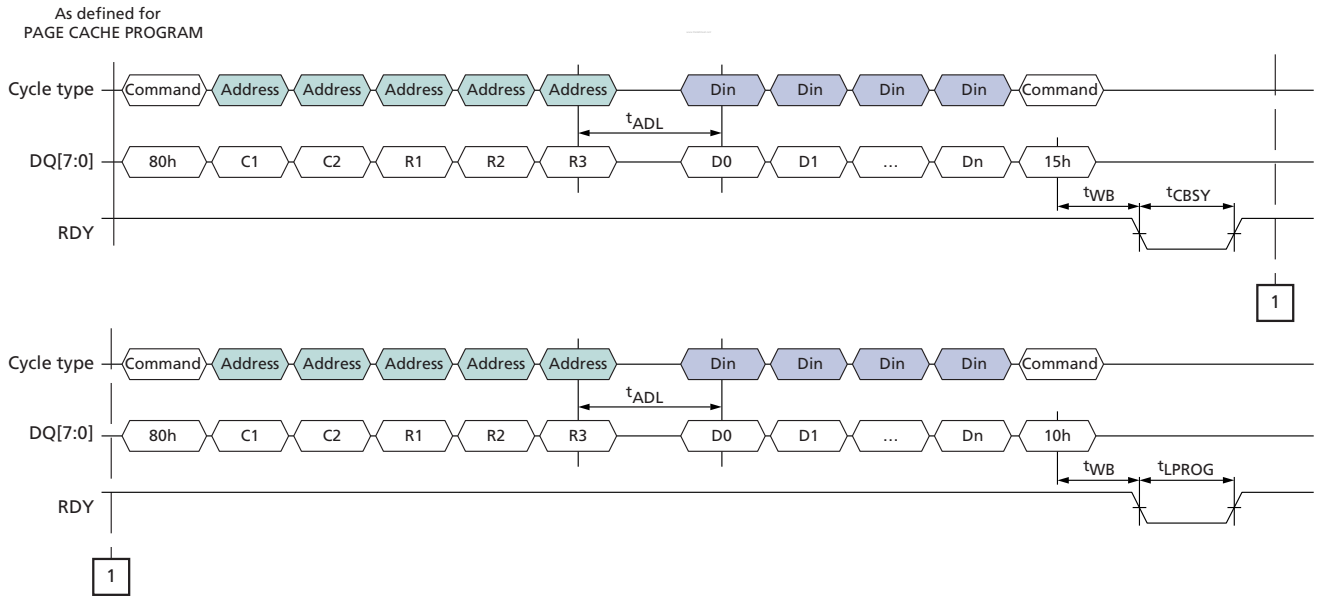 As defined for
PAGE CACHE PROGRAM
Cycle type Command Address Address Address Address Address Din Din Din Din Command
tADL
DQ[7:0] 80h C1 C2 R1 R2 R3 D0 D1 … Dn 15h
tWB tCBSY
RDY
1
Cycle type Command Address Address Address Address Address Din Din Din Din Command
tADL
DQ[7:0] 80h C1 C2 R1 R2 R3 D0 D1 … Dn 10h
tWB tLPROG
RDY
1